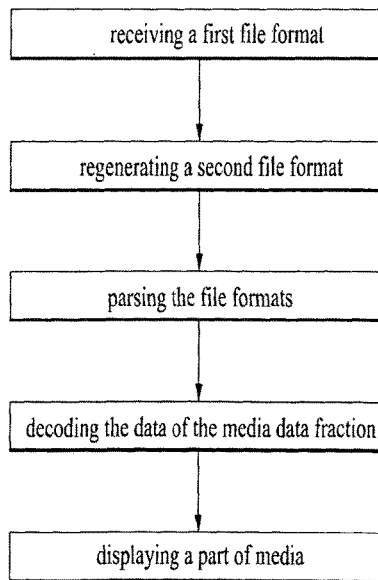 receiving a first file format
regenerating a second file format
parsing the file formats
decoding the data of the media data fraction
displaying a part of media